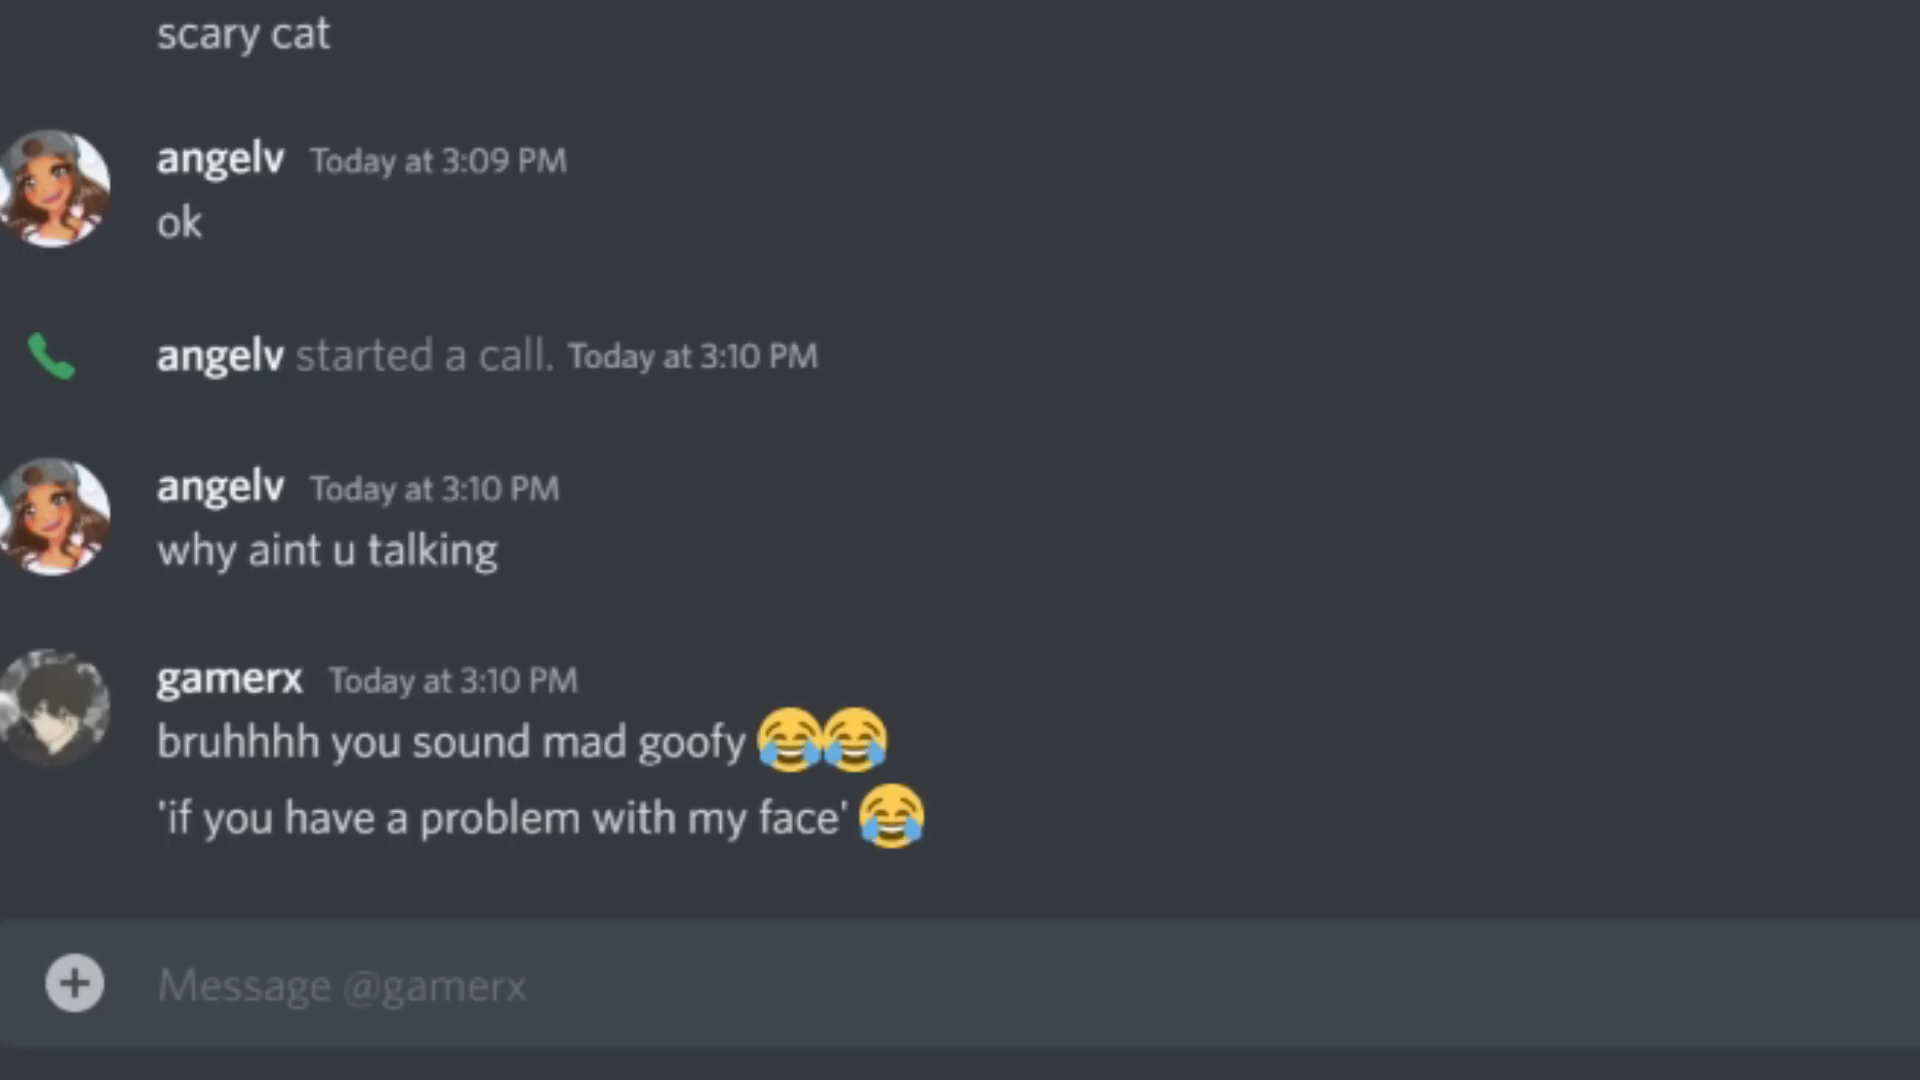 scary cat
angelv Today at 3:09 PM
ok
angelv started a call. Today at 3:10 PM
angelv Today at 3:10 PM
why aint u talking
gamerx Today at 3:10 PM
bruhhhh you sound mad goofy 😂😂
'if you have a problem with my face' 😂
Message @gamerx